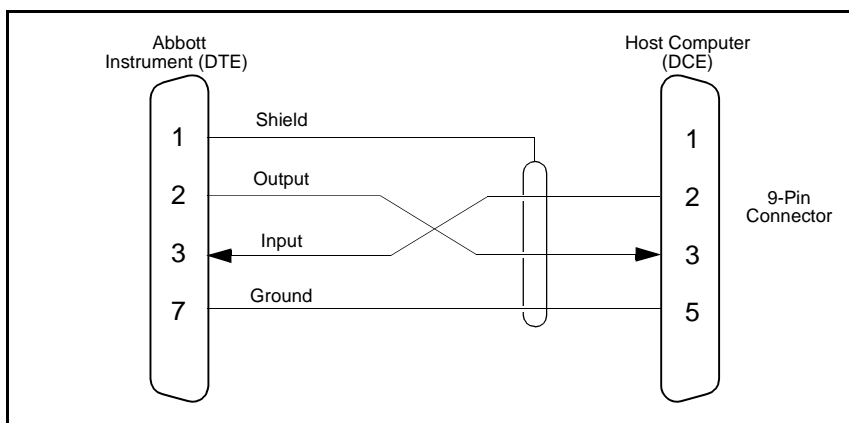 Abbott
Instrument (DTE)
Host Computer
(DCE)
1
Shield
1
2
Output
2
9-Pin
Connector
3
Input
3
7
Ground
5